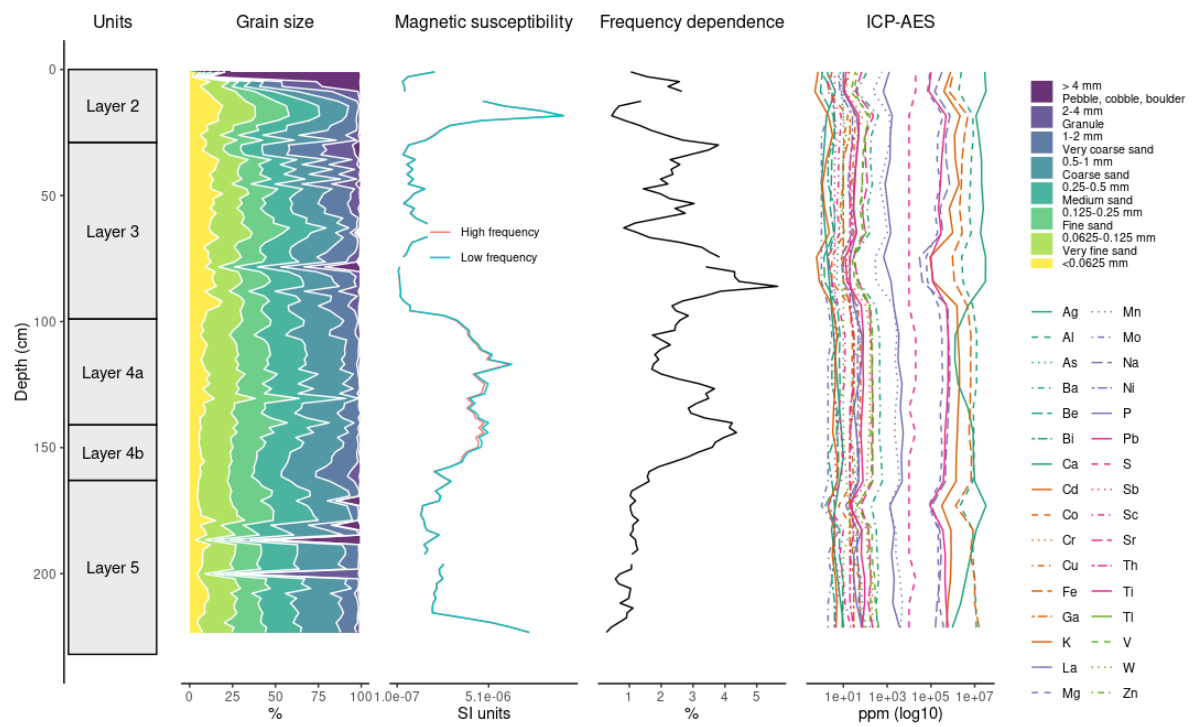 Units
Grain size
Magnetic susceptibility
Frequency dependence
ICP-AES
Depth (cm)
0
50
100
150
200
Layer 2
Layer 3
Layer 4a
Layer 4b
Layer 5
0 25 50 75 100
%
High frequency
Low frequency
1.0e-07 5.1e-06
SI units
1 2 3 4 5
%
1e+01 1e+03 1e+05 1e+07
ppm (log10)
> 4 mm
Pebble, cobble, boulder
2-4 mm
Granule
1-2 mm
Very coarse sand
0.5-1 mm
Coarse sand
0.25-0.5 mm
Medium sand
0.125-0.25 mm
Fine sand
0.0625-0.125 mm
Very fine sand
<0.0625 mm
Ag Mn
Al Mo
As Na
Ba Ni
Be P
Bi Pb
Ca S
Cd Sb
Co Sc
Cr Sr
Cu Th
Fe Ti
Ga Tl
K V
La W
Mg Zn